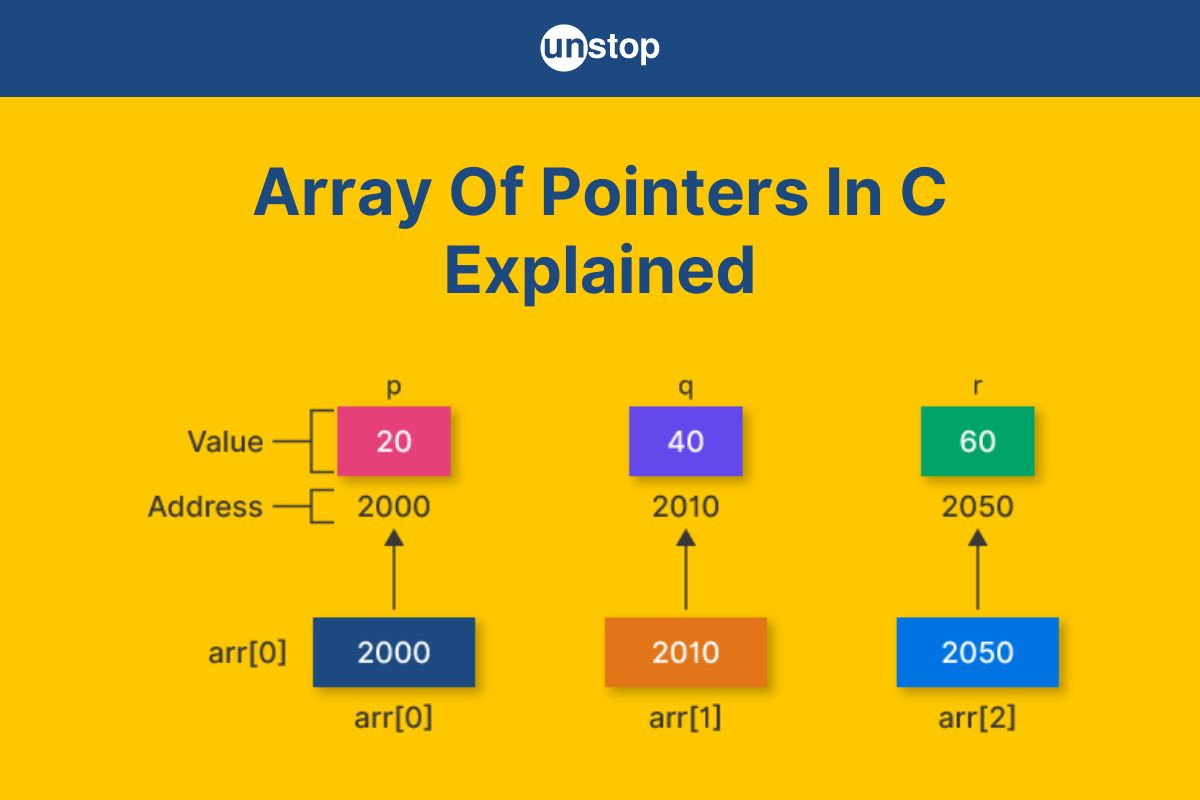 unstop
Array Of Pointers In C
Explained
p q r
Value 20 40 60
Address 2000 2010 2050
arr[0] 2000 2010 2050
arr[0] arr[1] arr[2]